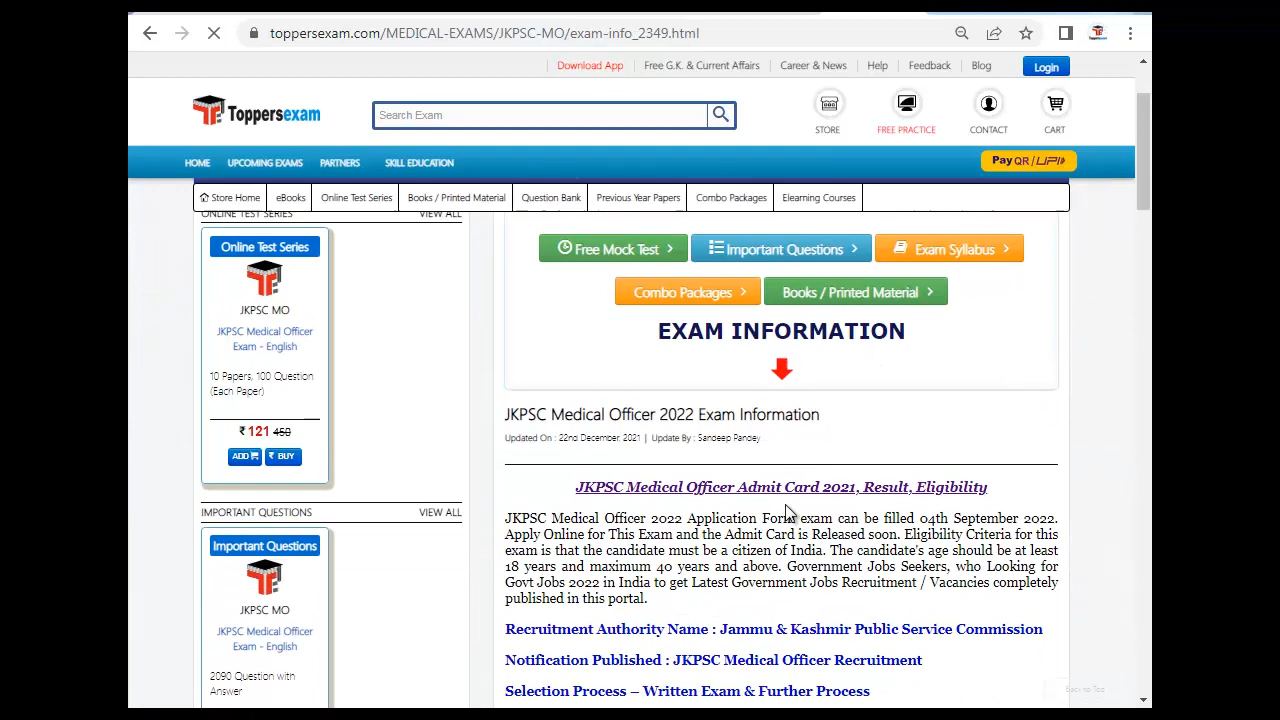 toppersexam.com/MEDICAL-EXAMS/JKPSC-MO/exam-info_2349.html
Download App
Free G.K. & Current Affairs
Career & News
Help
Feedback
Blog
Login
Toppersexam
Search Exam
STORE
FREE PRACTICE
CONTACT
CART
HOME
UPCOMING EXAMS
PARTNERS
SKILL EDUCATION
Pay QR / UPI
Store Home
eBooks
Online Test Series
Books / Printed Material
Question Bank
Previous Year Papers
Combo Packages
Elearning Courses
ONLINE TEST SERIES
VIEW ALL
Online Test Series
JKPSC MO
JKPSC Medical Officer
Exam - English
10 Papers, 100 Question
(Each Paper)
₹ 121 450
ADD
₹ BUY
IMPORTANT QUESTIONS
VIEW ALL
Important Questions
JKPSC MO
JKPSC Medical Officer
Exam - English
2090 Question with
Answer
Free Mock Test
Important Questions
Exam Syllabus
Combo Packages
Books / Printed Material
EXAM INFORMATION
JKPSC Medical Officer 2022 Exam Information
Updated On : 22nd December, 2021 | Update By : Sandeep Pandey
JKPSC Medical Officer Admit Card 2021, Result, Eligibility
JKPSC Medical Officer 2022 Application Form exam can be filled 04th September 2022.
Apply Online for This Exam and the Admit Card is Released soon. Eligibility Criteria for this
exam is that the candidate must be a citizen of India. The candidate's age should be at least
18 years and maximum 40 years and above. Government Jobs Seekers, who Looking for
Govt Jobs 2022 in India to get Latest Government Jobs Recruitment / Vacancies completely
published in this portal.
Recruitment Authority Name : Jammu & Kashmir Public Service Commission
Notification Published : JKPSC Medical Officer Recruitment
Selection Process – Written Exam & Further Process
Back to Top